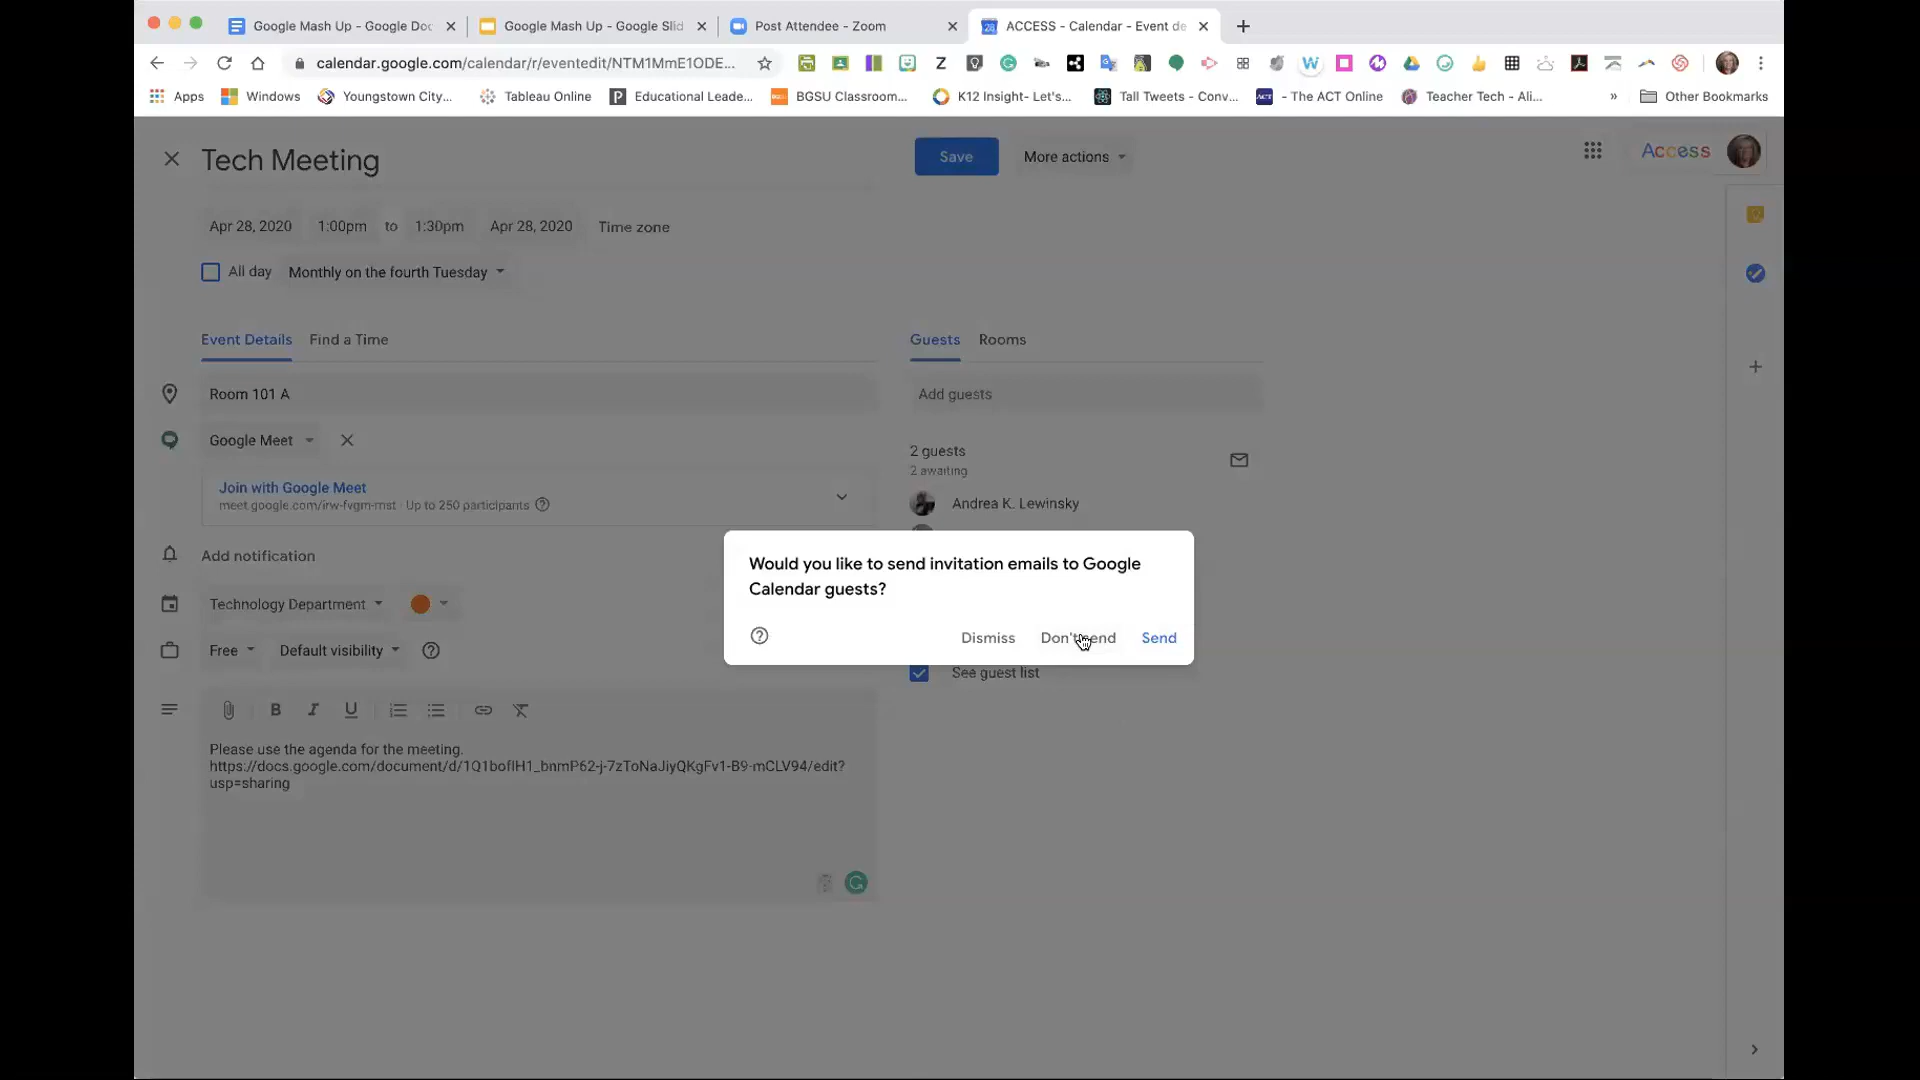 Google Mash Up - Google Doc
Google Mash Up - Google Slid
Post Attendee - Zoom
ACCESS - Calendar - Event de
calendar.google.com/calendar/r/eventedit/NTM1MmE1ODE...
Apps
Windows
Youngstown City...
Tableau Online
Educational Leade...
BGSU Classroom...
K12 Insight- Let's...
Tall Tweets - Conv...
- The ACT Online
Teacher Tech - Ali...
»
Other Bookmarks
Tech Meeting
Save
More actions
Access
Apr 28, 2020 1:00pm to 1:30pm Apr 28, 2020 Time zone
All day Monthly on the fourth Tuesday
Event Details Find a Time
Guests Rooms
Room 101 A
Add guests
Google Meet
2 guests
2 awaiting
Join with Google Meet
meet.google.com/irw-fvgm-mst · Up to 250 participants
Andrea K. Lewinsky
Add notification
Would you like to send invitation emails to Google
Calendar guests?
Dismiss Don't send Send
Technology Department
Free Default visibility
See guest list
B I U
Please use the agenda for the meeting.
https://docs.google.com/document/d/1Q1boflH1_bnmP62-j-7zToNaJiyQKgFv1-B9-mCLV94/edit?
usp=sharing